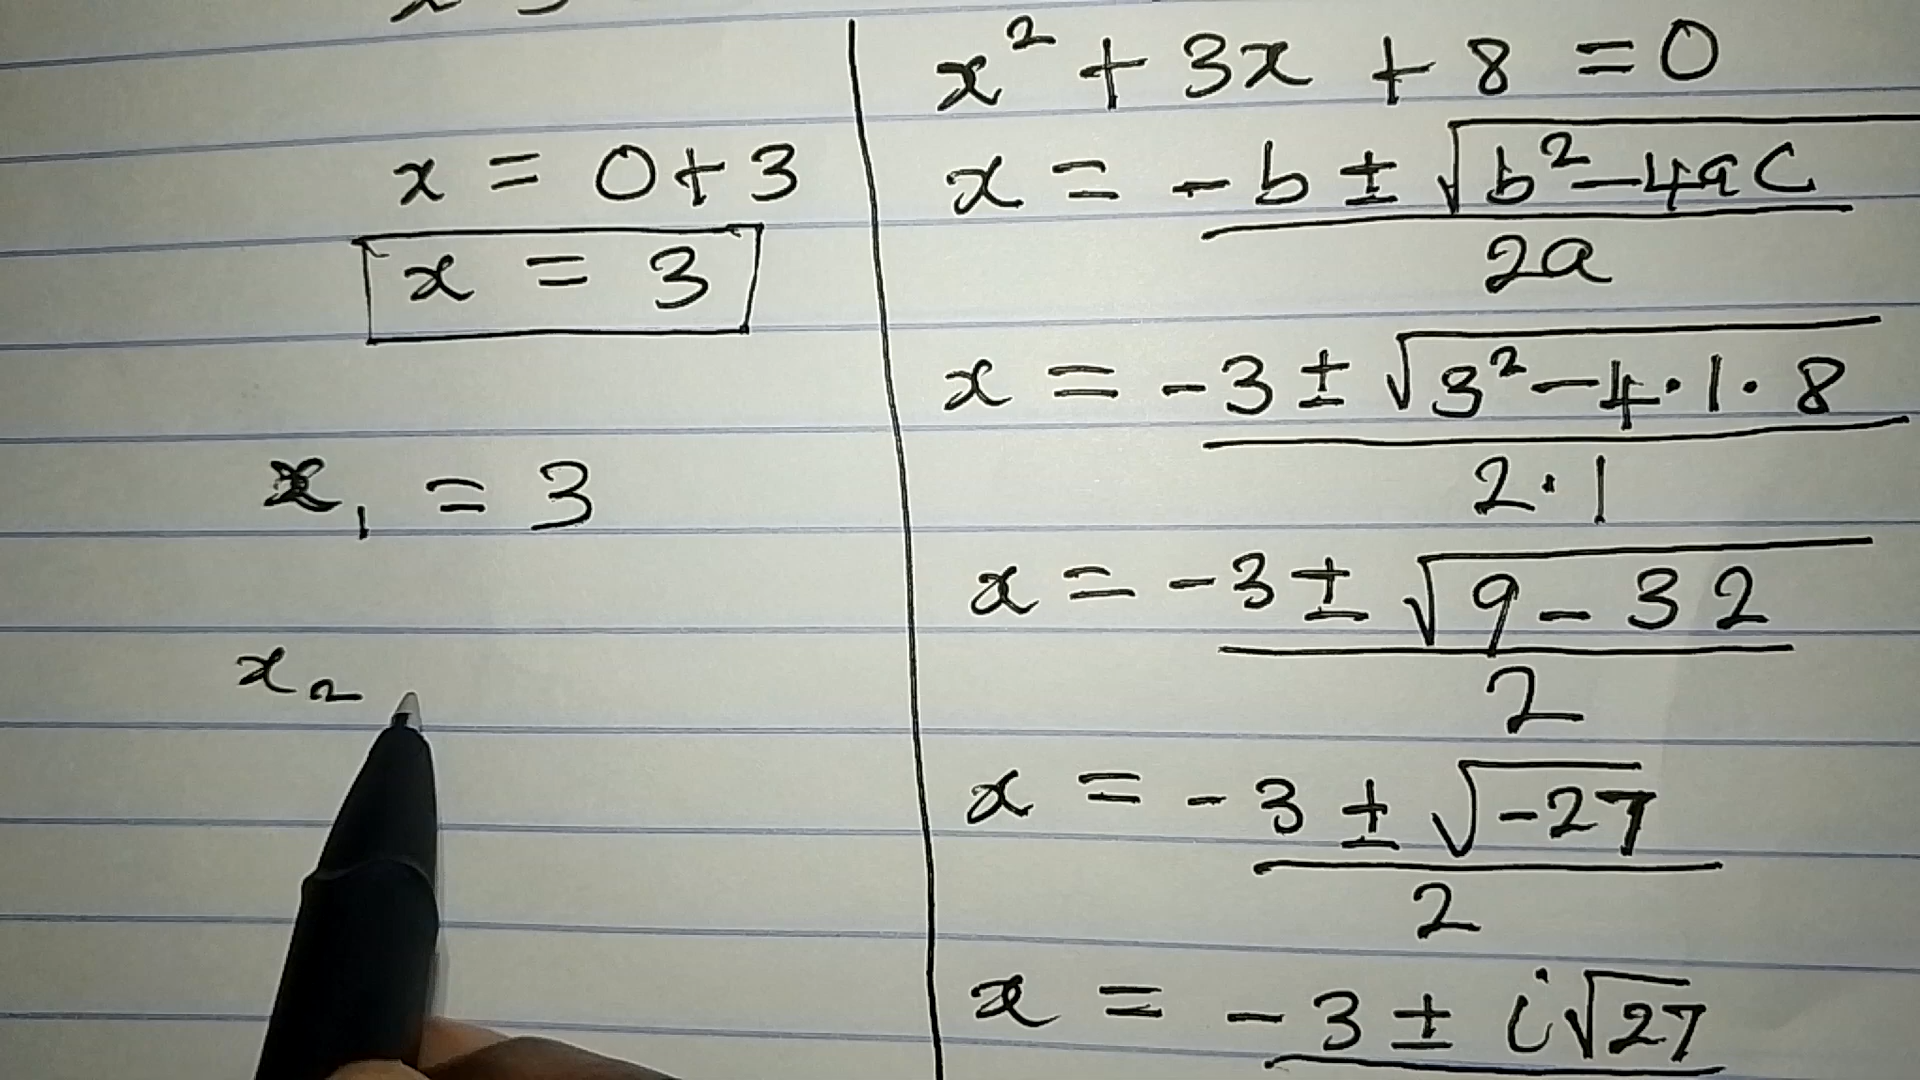 x = 0+3
x = 3
x₁ = 3
x₂
x² + 3x + 8 = 0
x = -b ± √b²-4ac
2a
x = -3 ± √3²-4·1·8
2·1
x = -3 ± √9-32
2
x = -3 ± √-27
2
x = -3 ± i√27